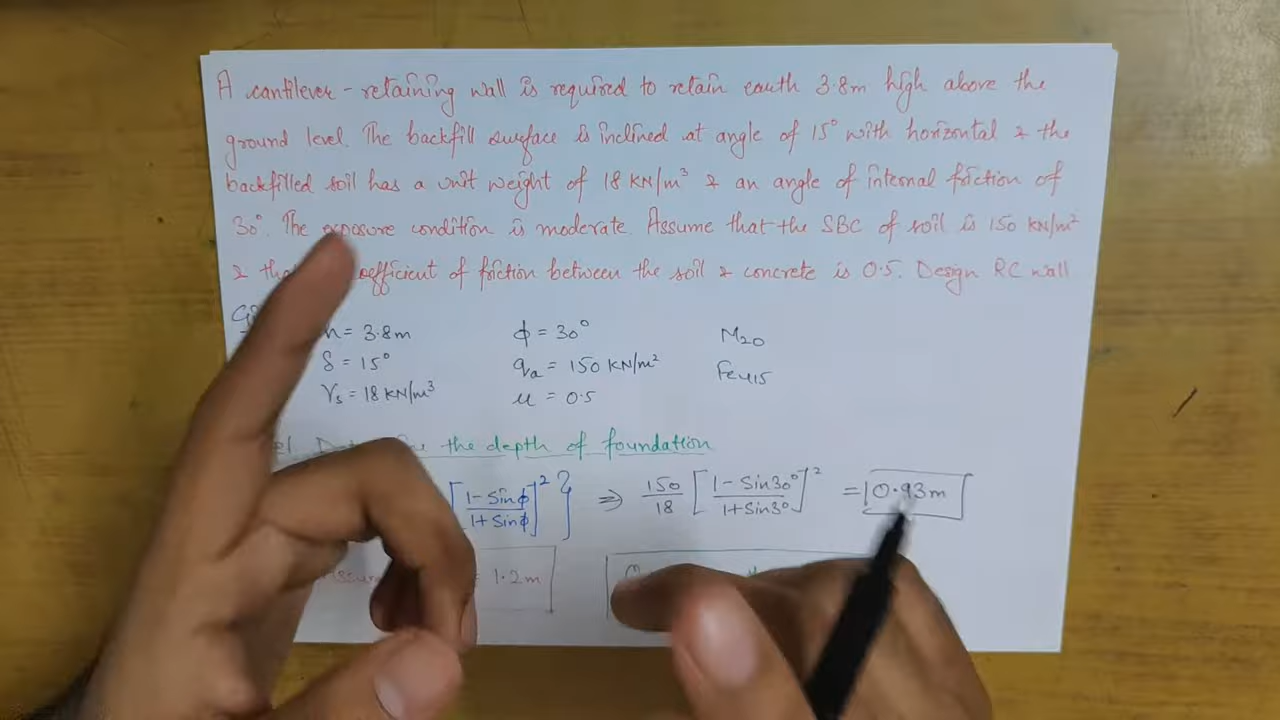 A cantilever - retaining wall is required to retain earth 3.8m high above the
ground level. The backfill surface is inclined at angle of 15° with horizontal & the
backfilled soil has a unit weight of 18 KN/m³ & an angle of internal friction of
30°. The exposure condition is moderate. Assume that the SBC of soil is 150 KN/m²
& coefficient of friction between the soil & concrete is 0.5. Design RC wall
h = 3.8m ϕ = 30° M20
δ = 15° qa = 150 KN/m² Fe415
γs = 18 KN/m³ μ = 0.5
the depth of foundation
[1 - Sinϕ / 1 + Sinϕ]² } ⇒ 150/18 [1 - Sin30° / 1 + Sin30]² = 0.93m
= 1.2m